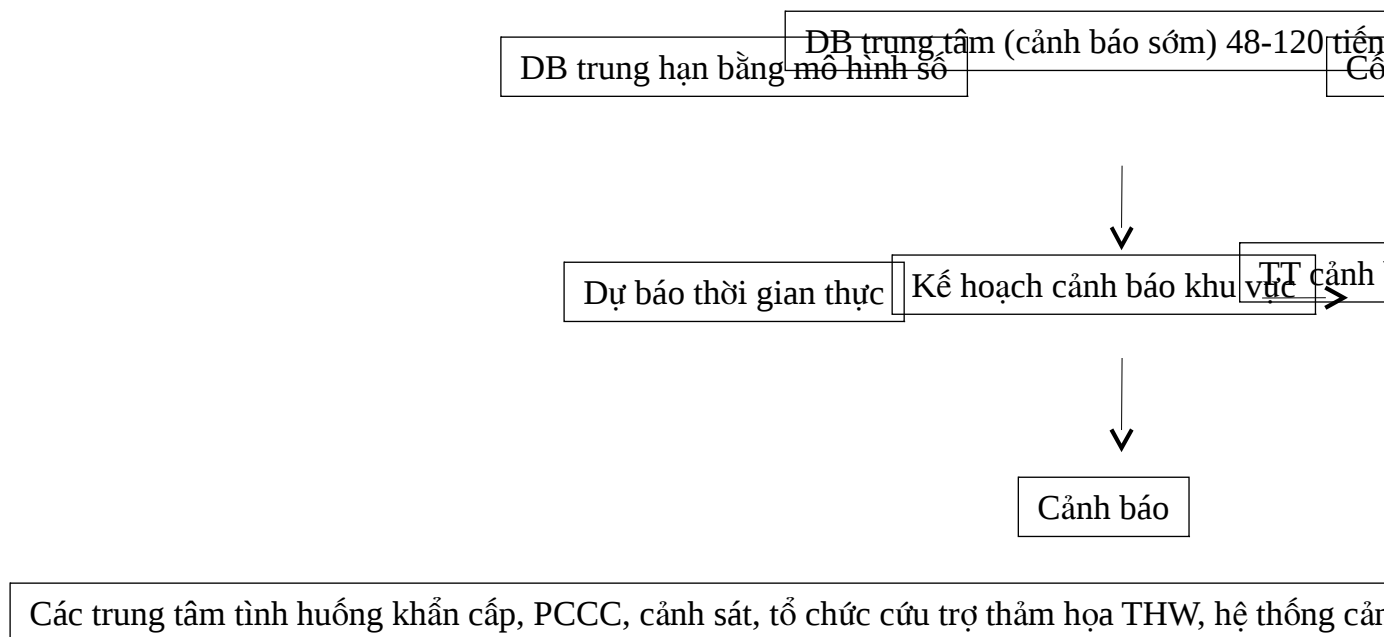 DB trung tâm (cảnh báo sớm) 48-120 tiến
DB trung hạn bằng mô hình số
Kế hoạch cảnh báo khu vực
TT cảnh
Dự báo thời gian thực
Cảnh báo
Các trung tâm tình huống khẩn cấp, PCCC, cảnh sát, tổ chức cứu trợ thảm họa THW, hệ thống